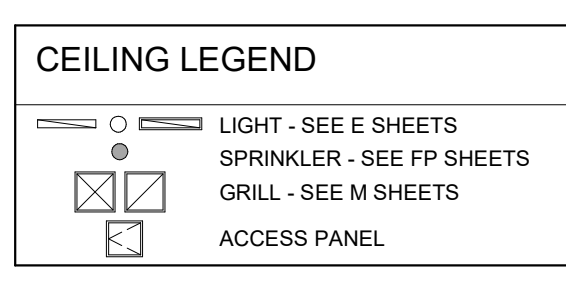 CEILING LEGEND
LIGHT - SEE E SHEETS
SPRINKLER - SEE FP SHEETS
GRILL - SEE M SHEETS
ACCESS PANEL